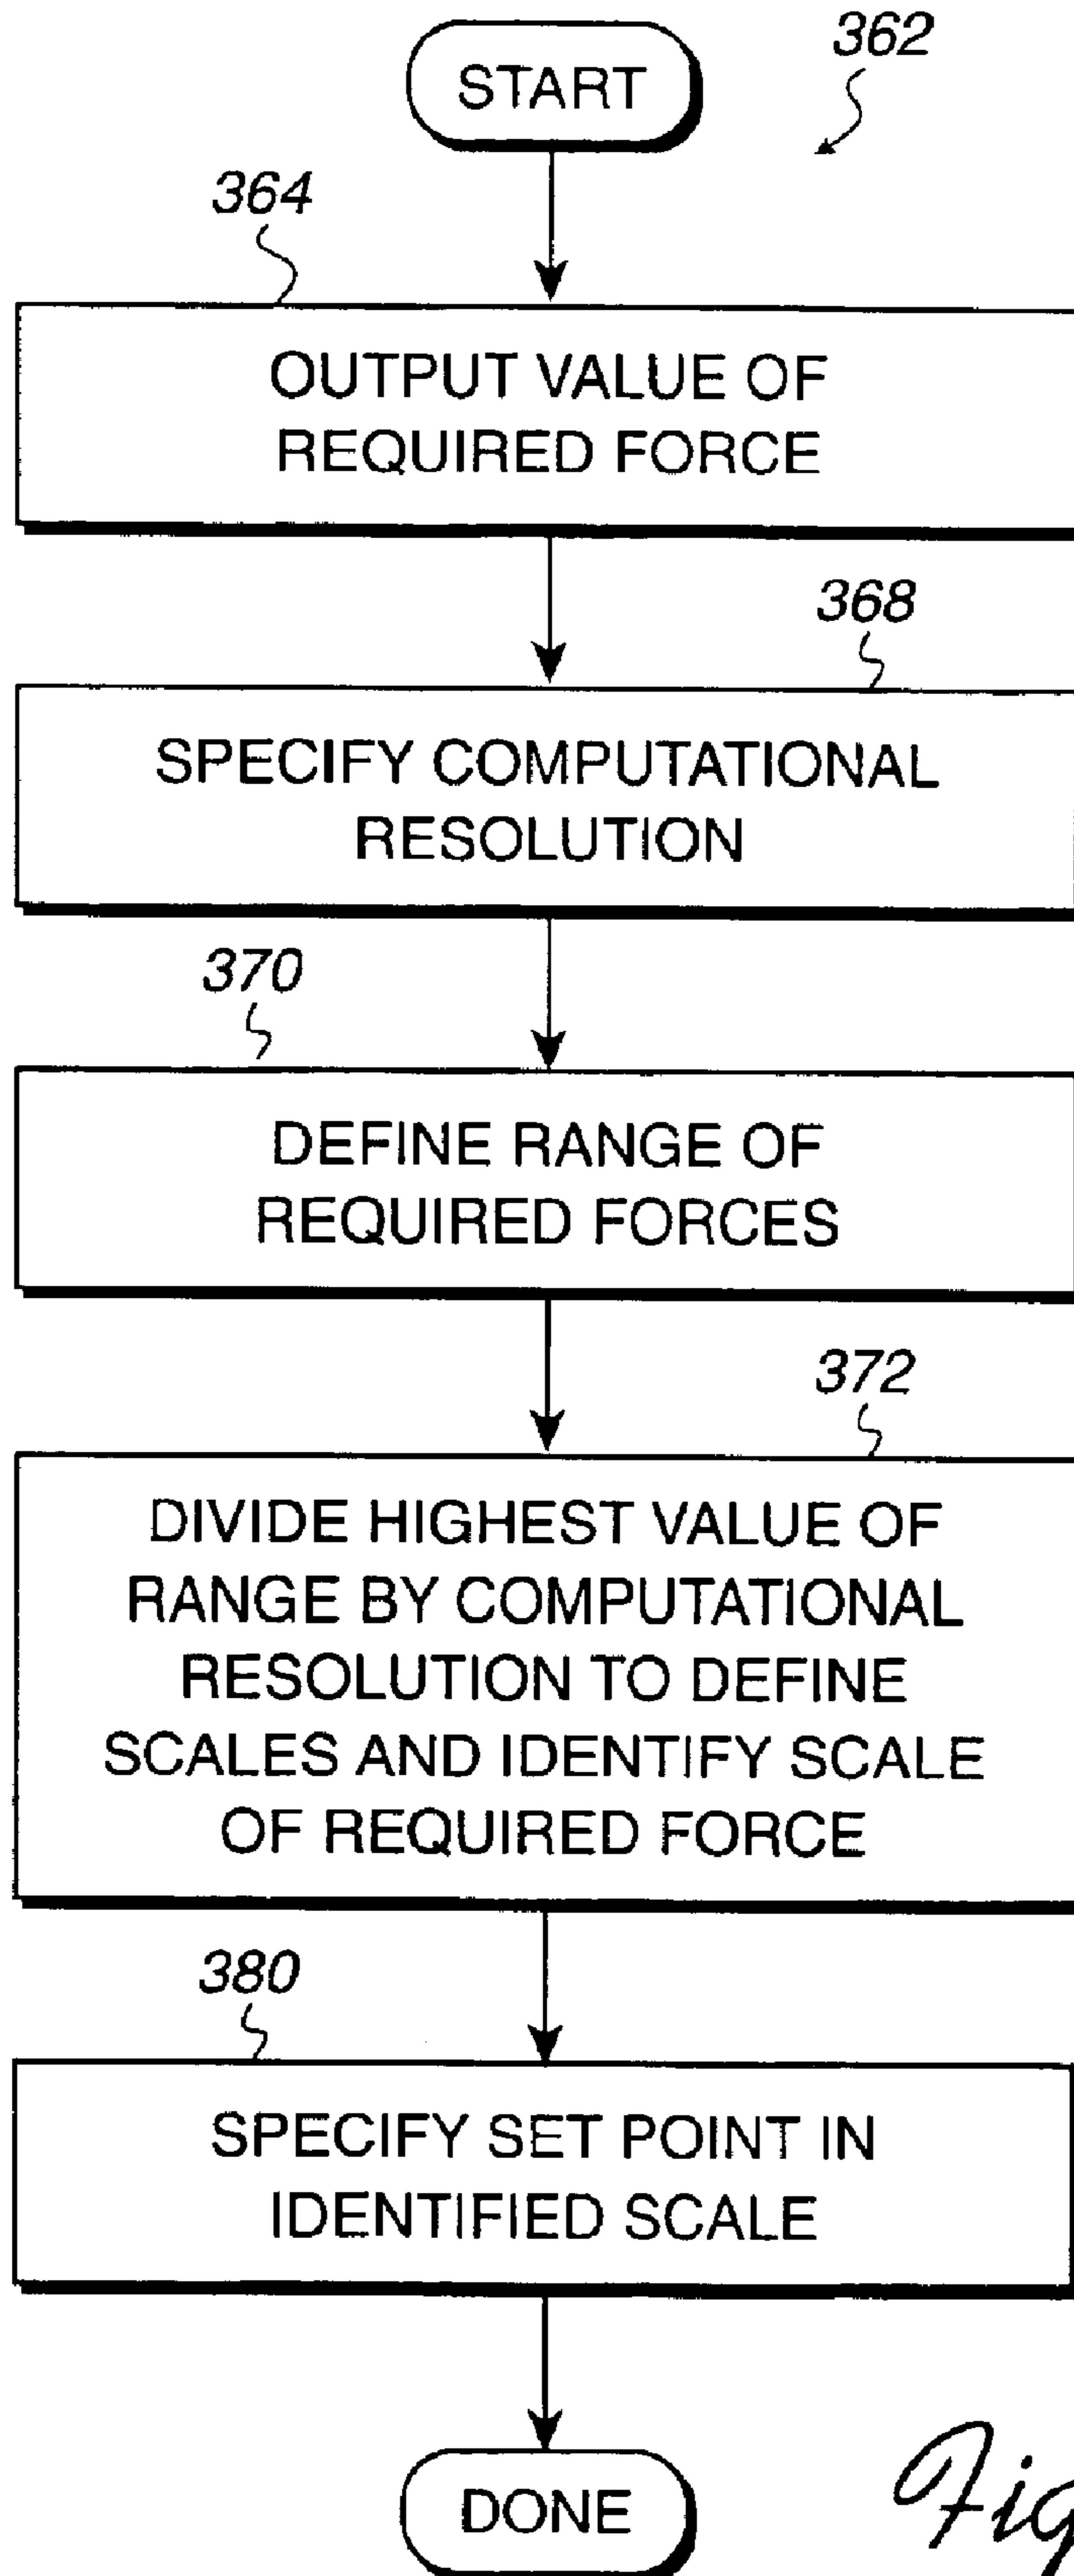 START
362
364
OUTPUT VALUE OF
REQUIRED FORCE
368
SPECIFY COMPUTATIONAL
RESOLUTION
370
DEFINE RANGE OF
REQUIRED FORCES
372
DIVIDE HIGHEST VALUE OF
RANGE BY COMPUTATIONAL
RESOLUTION TO DEFINE
SCALES AND IDENTIFY SCALE
OF REQUIRED FORCE
380
SPECIFY SET POINT IN
IDENTIFIED SCALE
DONE
Fig